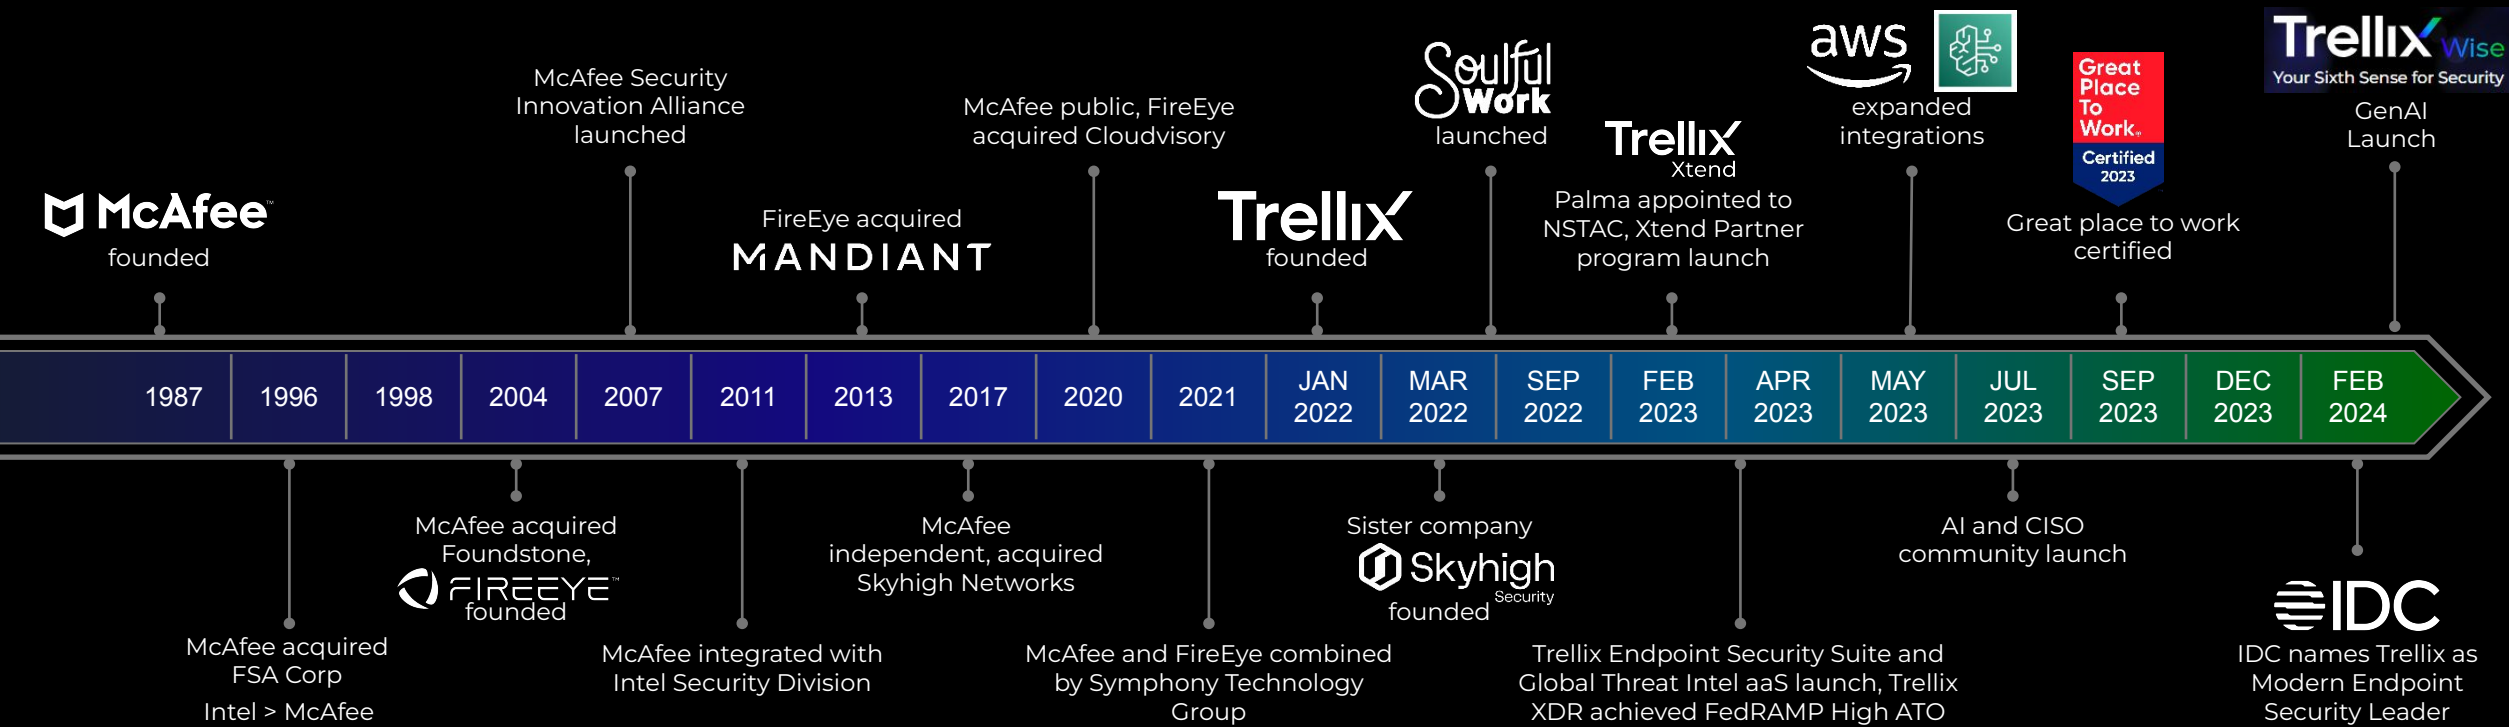 McAfee™
founded
McAfee Security
Innovation Alliance
launched
FireEye acquired
MANDIANT
McAfee public, FireEye
acquired Cloudvisory
Trellix
founded
Soulful
Work
launched
Trellix
Xtend
Palma appointed to
NSTAC, Xtend Partner
program launch
aws
expanded
integrations
Great
Place
To
Work®
Certified
2023
Great place to work
certified
Trellix Wise
Your Sixth Sense for Security
GenAI
Launch
1987
1996
1998
2004
2007
2011
2013
2017
2020
2021
JAN
2022
MAR
2022
SEP
2022
FEB
2023
APR
2023
MAY
2023
JUL
2023
SEP
2023
DEC
2023
FEB
2024
McAfee acquired
FSA Corp
Intel > McAfee
McAfee acquired
Foundstone,
FIREEYE™
founded
McAfee integrated with
Intel Security Division
McAfee
independent, acquired
Skyhigh Networks
McAfee and FireEye combined
by Symphony Technology
Group
Sister company
Skyhigh
Security
founded
Trellix Endpoint Security Suite and
Global Threat Intel aaS launch, Trellix
XDR achieved FedRAMP High ATO
AI and CISO
community launch
IDC
IDC names Trellix as
Modern Endpoint
Security Leader